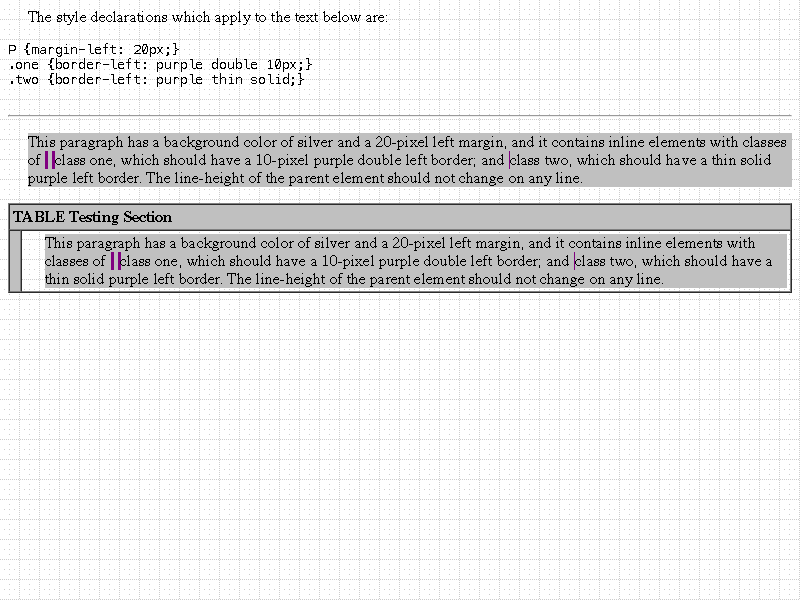 The style declarations which apply to the text below are:
P {margin-left: 20px;}
.one {border-left: purple double 10px;}
.two {border-left: purple thin solid;}
This paragraph has a background color of silver and a 20-pixel left margin, and it contains inline elements with classes
of class one, which should have a 10-pixel purple double left border; and class two, which should have a thin solid
purple left border. The line-height of the parent element should not change on any line.
TABLE Testing Section
This paragraph has a background color of silver and a 20-pixel left margin, and it contains inline elements with
classes of class one, which should have a 10-pixel purple double left border; and class two, which should have a
thin solid purple left border. The line-height of the parent element should not change on any line.